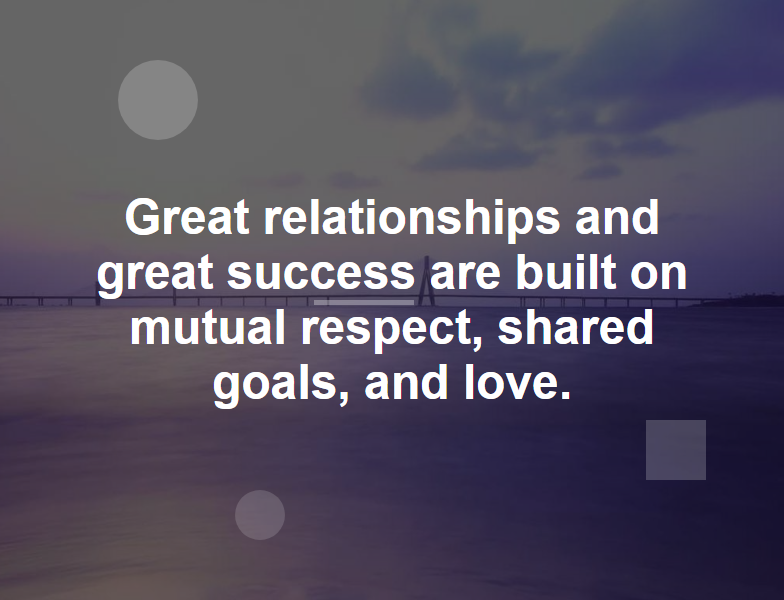 Great relationships and
great success are built on
mutual respect, shared
goals, and love.